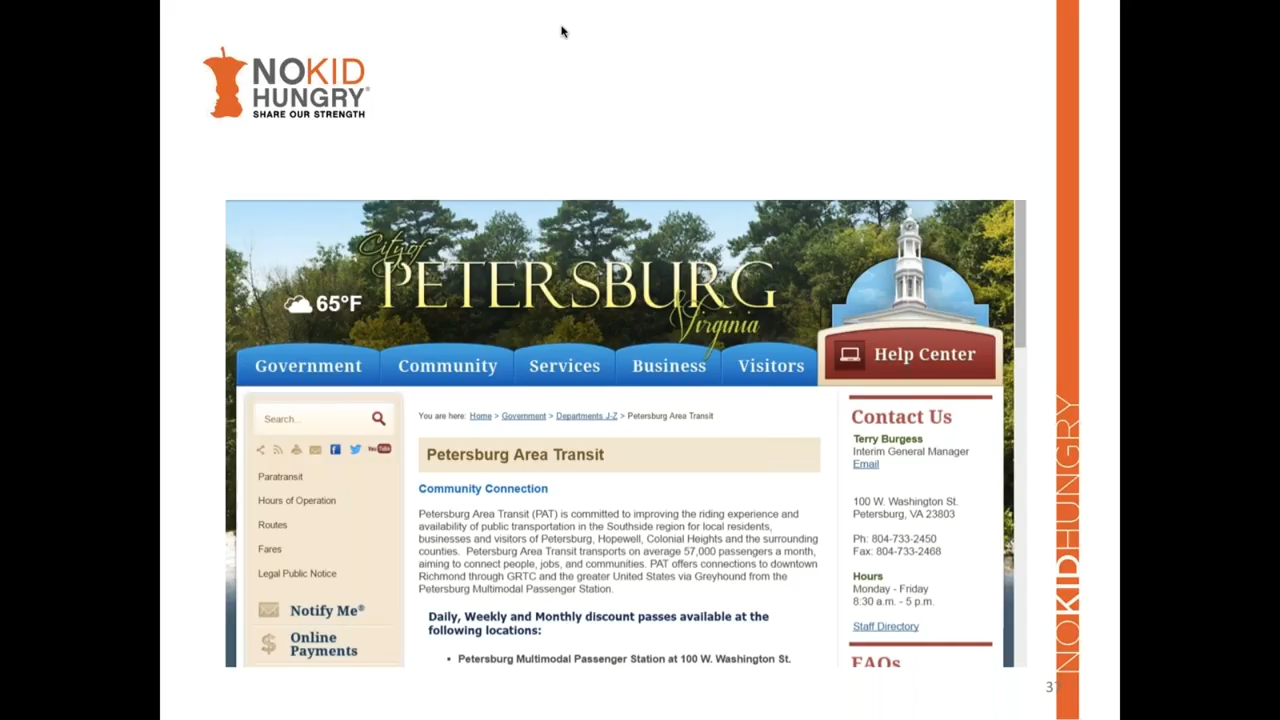 NOKID
HUNGRY®
SHARE OUR STRENGTH
City of
PETERSBURG
Virginia
65°F
Government
Community
Services
Business
Visitors
Help Center
Search...
You Tube
Paratransit
Hours of Operation
Routes
Fares
Legal Public Notice
Notify Me®
Online
Payments
You are here: Home > Government > Departments J-Z > Petersburg Area Transit
Petersburg Area Transit
Community Connection
Petersburg Area Transit (PAT) is committed to improving the riding experience and
availability of public transportation in the Southside region for local residents,
businesses and visitors of Petersburg, Hopewell, Colonial Heights and the surrounding
counties. Petersburg Area Transit transports on average 57,000 passengers a month,
aiming to connect people, jobs, and communities. PAT offers connections to downtown
Richmond through GRTC and the greater United States via Greyhound from the
Petersburg Multimodal Passenger Station.
Daily, Weekly and Monthly discount passes available at the
following locations:
• Petersburg Multimodal Passenger Station at 100 W. Washington St.
Contact Us
Terry Burgess
Interim General Manager
Email
100 W. Washington St.
Petersburg, VA 23803
Ph: 804-733-2450
Fax: 804-733-2468
Hours
Monday - Friday
8:30 a.m. - 5 p.m.
Staff Directory
FAQs
NOKIDHUNGRY
37